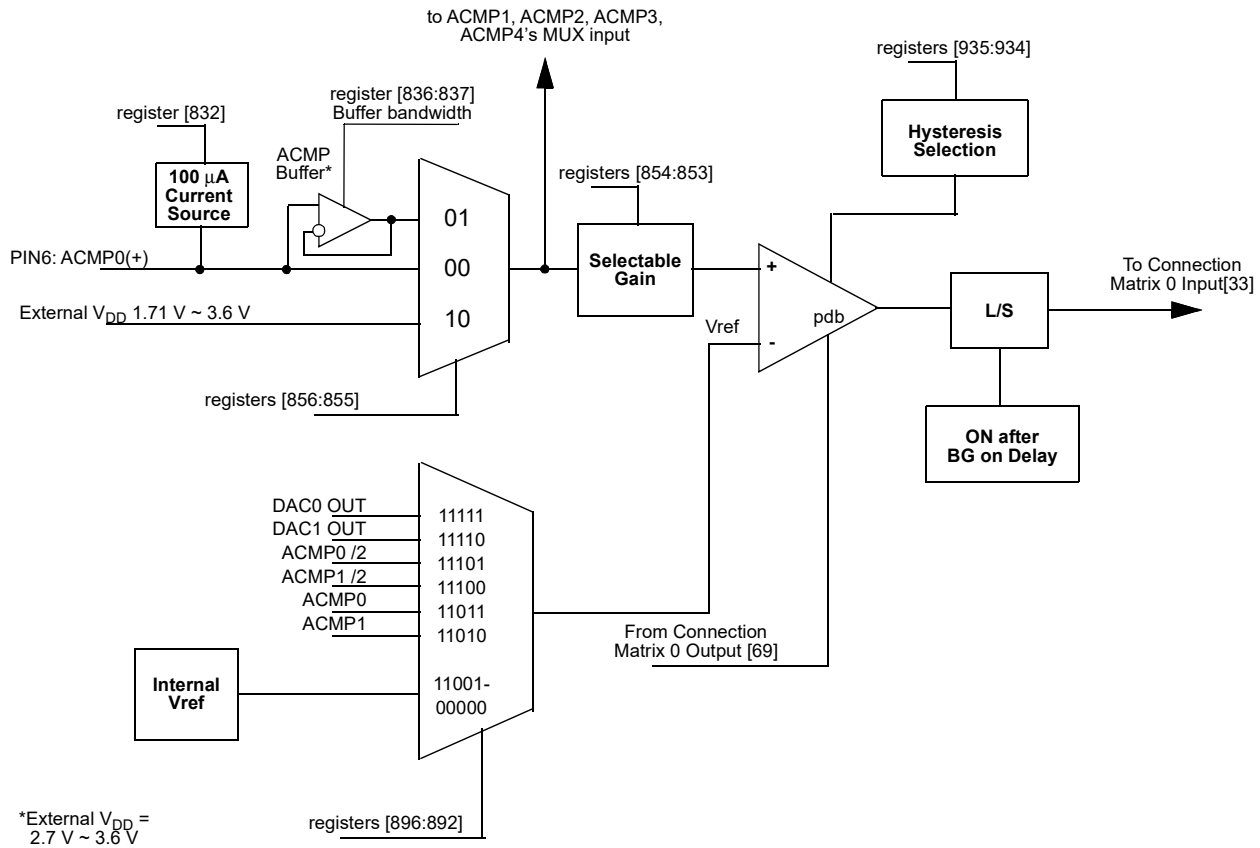 to ACMP1, ACMP2, ACMP3,
ACMP4's MUX input
registers [935:934]
register [832]
register [836:837]
Buffer bandwidth
Hysteresis
Selection
ACMP
Buffer*
100 μA
Current
Source
registers [854:853]
01
PIN6: ACMP0(+)
00
Selectable
Gain
+
To Connection
Matrix 0 Input[33]
External VDD 1.71 V ~ 3.6 V
10
Vref
-
pdb
L/S
registers [856:855]
ON after
BG on Delay
DAC0 OUT
11111
DAC1 OUT
11110
ACMP0 /2
11101
ACMP1 /2
11100
ACMP0
11011
ACMP1
11010
From Connection
Matrix 0 Output [69]
Internal
Vref
11001-
00000
*External VDD =
2.7 V ~ 3.6 V
registers [896:892]